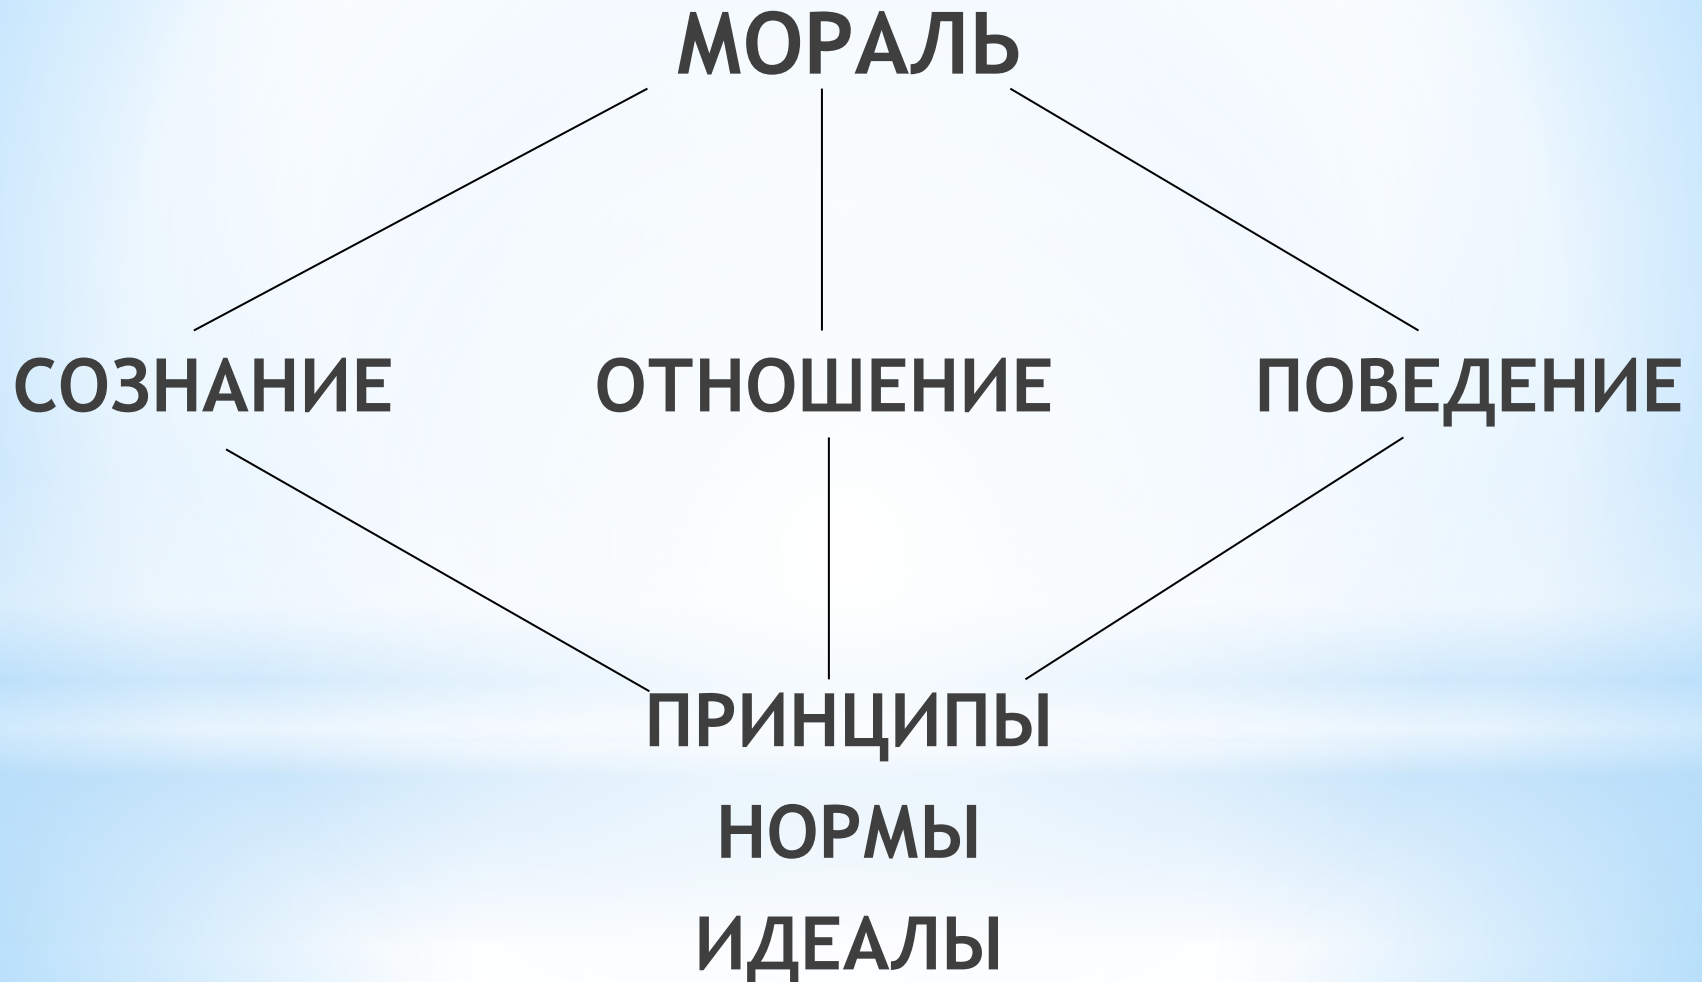 МОРАЛЬ
СОЗНАНИЕ ОТНОШЕНИЕ ПОВЕДЕНИЕ
ПРИНЦИПЫ
НОРМЫ
ИДЕАЛЫ